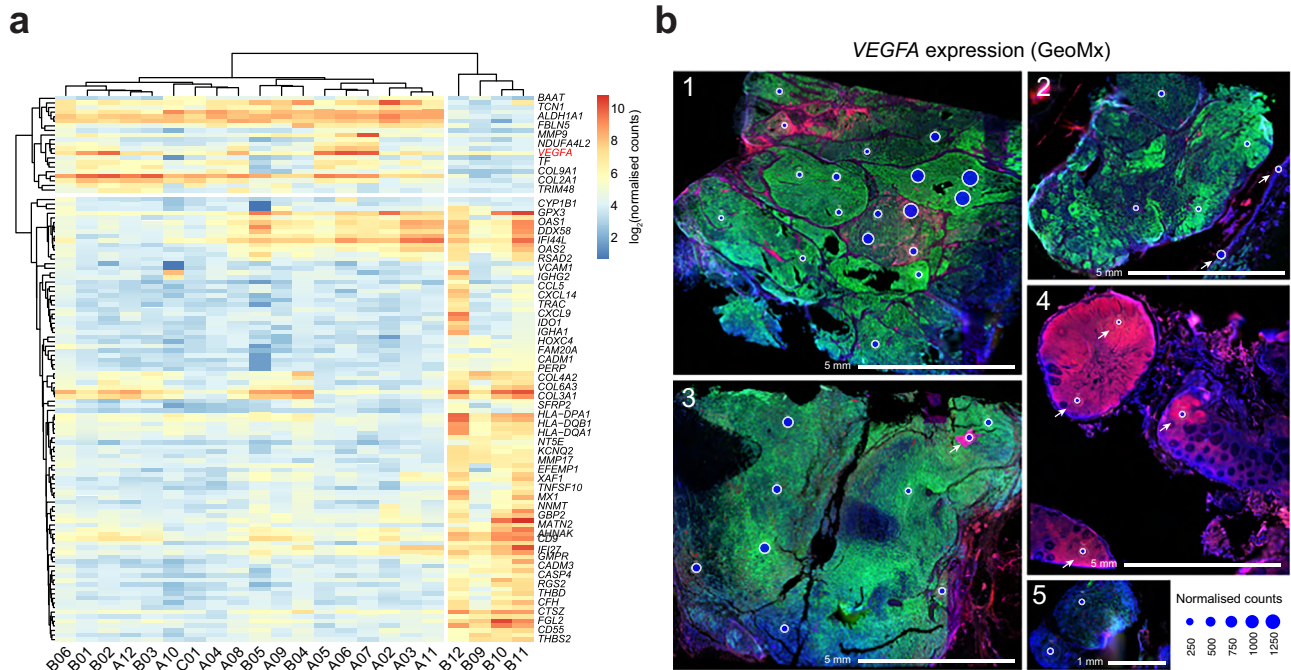 a
BAAT
TCN1
ALDH1A1
FBLN5
MMP9
NDUFA4L2
VEGFA
TF
COL9A1
COL2A1
TRIM48
CYP1B1
GPX3
OAS1
DDX58
IFI44L
OAS2
RSAD2
VCAM1
IGHG2
CCL5
CXCL14
TRAC
CXCL9
IDO1
IGHA1
HOXC4
FAM20A
CADM1
PERP
COL4A2
COL6A3
COL3A1
SFRP2
HLA−DPA1
HLA−DQB1
HLA−DQA1
NT5E
KCNQ2
MMP17
EFEMP1
XAF1
TNFSF10
MX1
NNMT
GBP2
MATN2
AHNAK
CD9
IFI27
GMPR
CADM3
CASP4
RGS2
THBD
CFH
CTSZ
FGL2
CD55
THBS2
B06 B01 B02 A12 B03 A10 C01 A04 A08 B05 A09 B04 A05 A06 A07 A02 A03 A11 B12 B09 B10 B11
10
8
6
4
2
log2(normalised counts)
b
VEGFA expression (GeoMx)
1
5 mm
2
5 mm
3
5 mm
4
5 mm
5
1 mm
Normalised counts
250 500 750 1000 1250